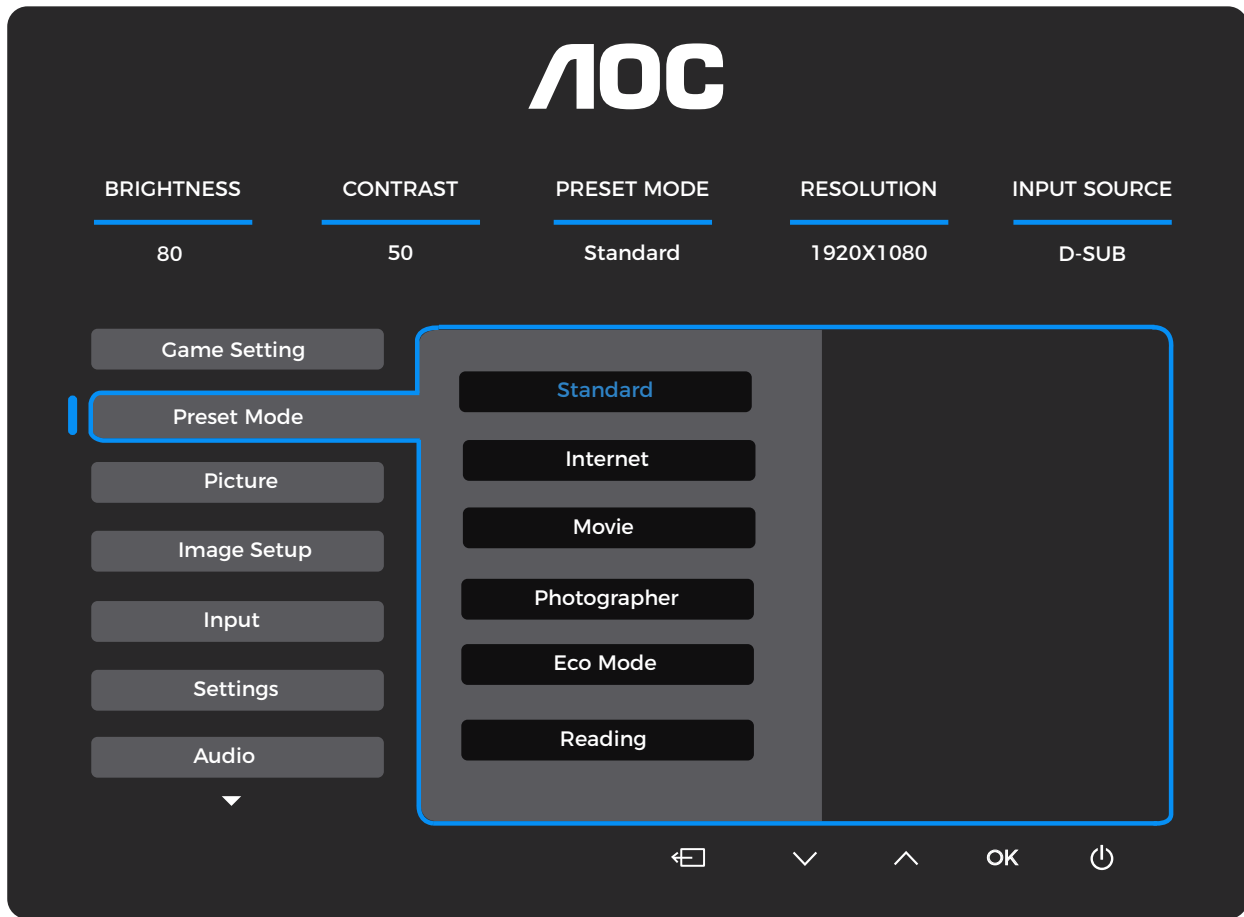 AOC
BRIGHTNESS CONTRAST PRESET MODE RESOLUTION INPUT SOURCE
80 50 Standard 1920X1080 D-SUB
Game Setting
Preset Mode
Picture
Image Setup
Input
Settings
Audio
Standard
Internet
Movie
Photographer
Eco Mode
Reading
OK